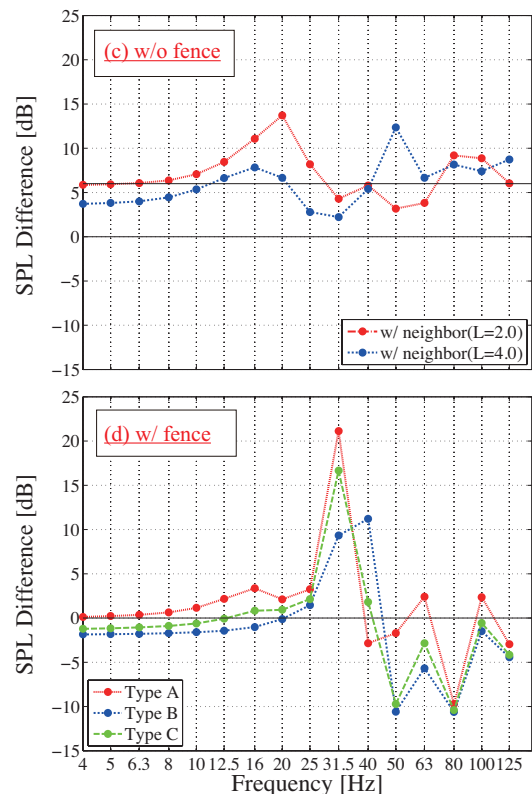 (c) w/o fence
SPL Difference [dB]
25
20
15
10
5
0
−5
−10
−15
w/ neighbor(L=2.0)
w/ neighbor(L=4.0)
(d) w/ fence
SPL Difference [dB]
25
20
15
10
5
0
−5
−10
−15
Type A
Type B
Type C
4 5 6.3 8 10 12.5 16 20 25 31.5 40 50 63 80 100 125
Frequency [Hz]